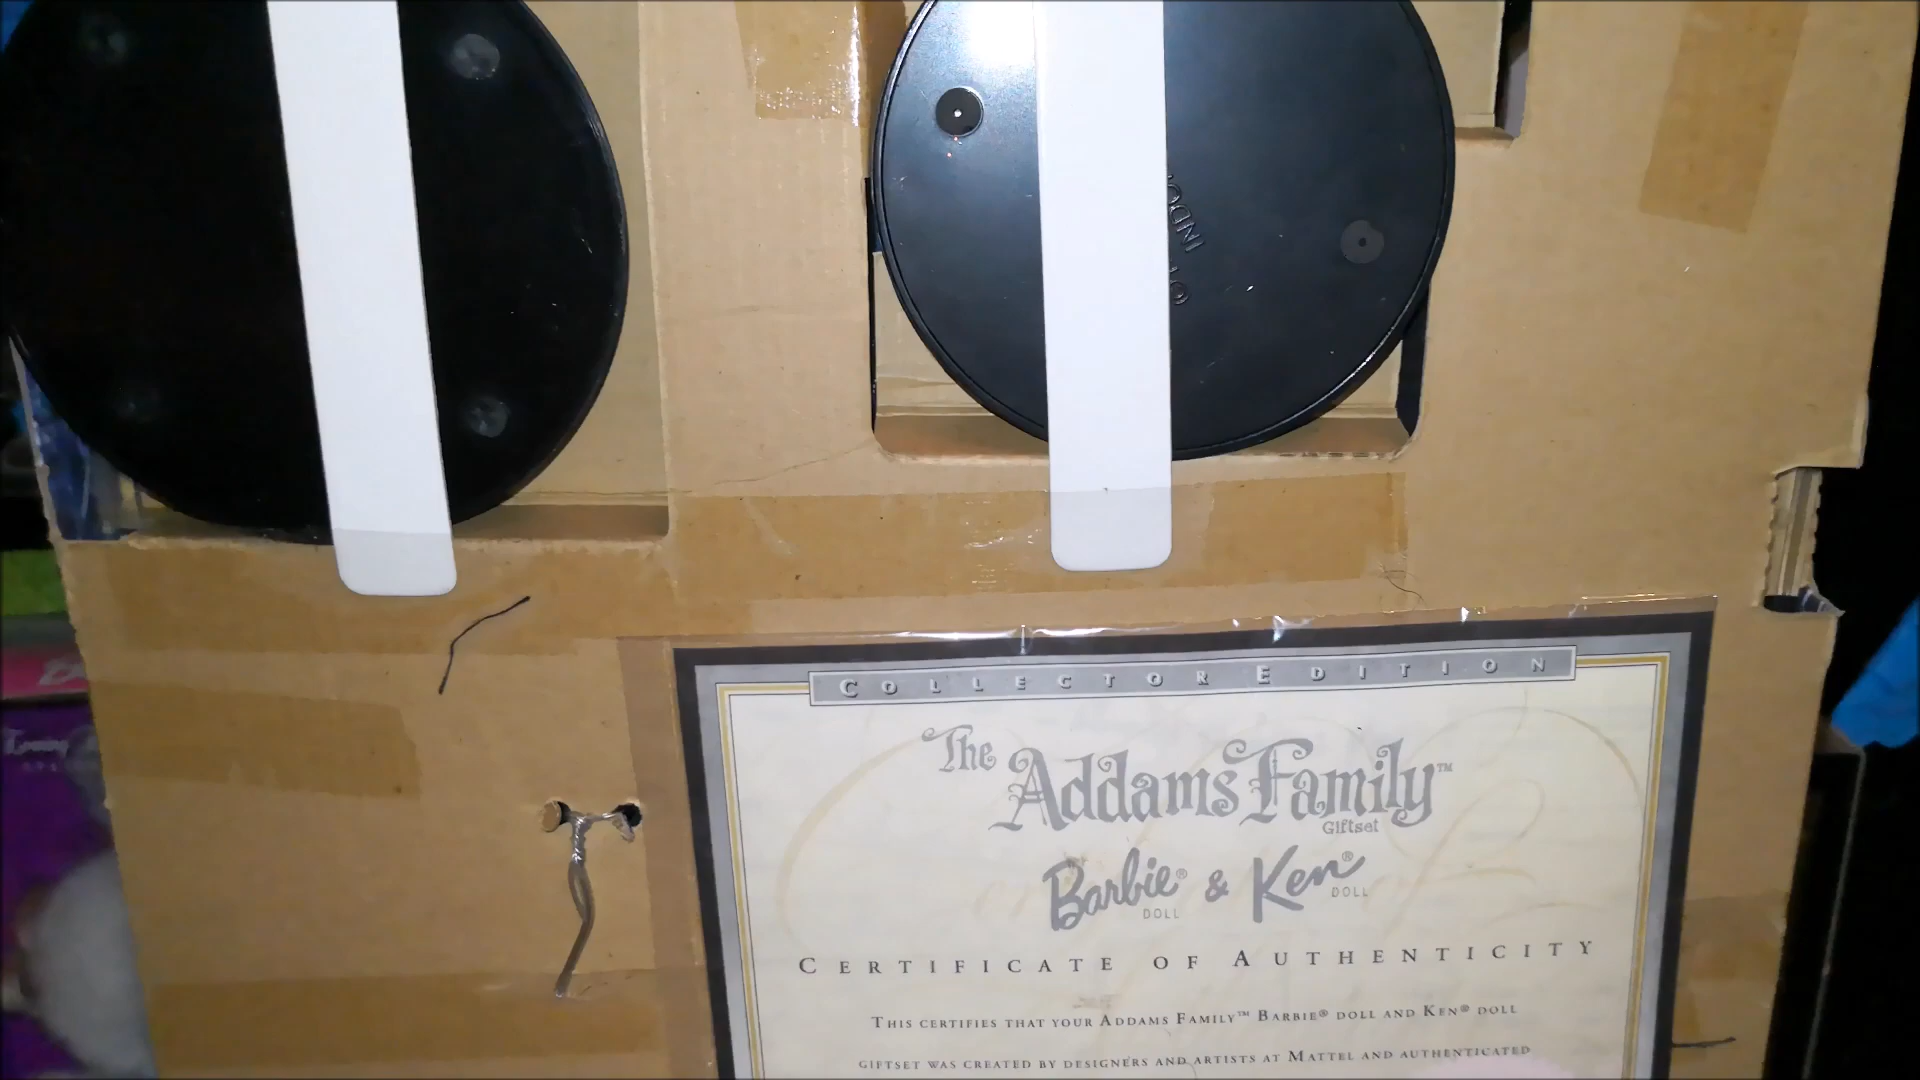 INDO
COLLECTOR EDITION
The Addams Family™
Giftset
Barbie® & Ken®
DOLL DOLL
CERTIFICATE OF AUTHENTICITY
THIS CERTIFIES THAT YOUR ADDAMS FAMILY™ BARBIE® DOLL AND KEN® DOLL
GIFTSET WAS CREATED BY DESIGNERS AND ARTISTS AT MATTEL AND AUTHENTICATED